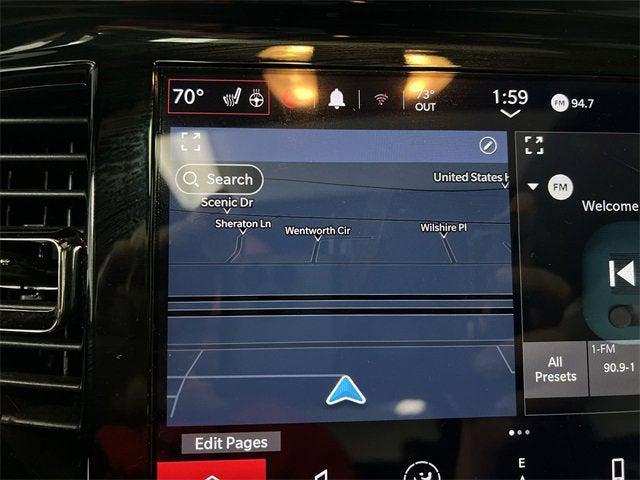 70°
73°
OUT
1:59
FM 94.7
Search
United States H
Scenic Dr
Sheraton Ln
Wentworth Cir
Wilshire Pl
FM
Welcome
All
Presets
1-FM
90.9-1
Edit Pages
E